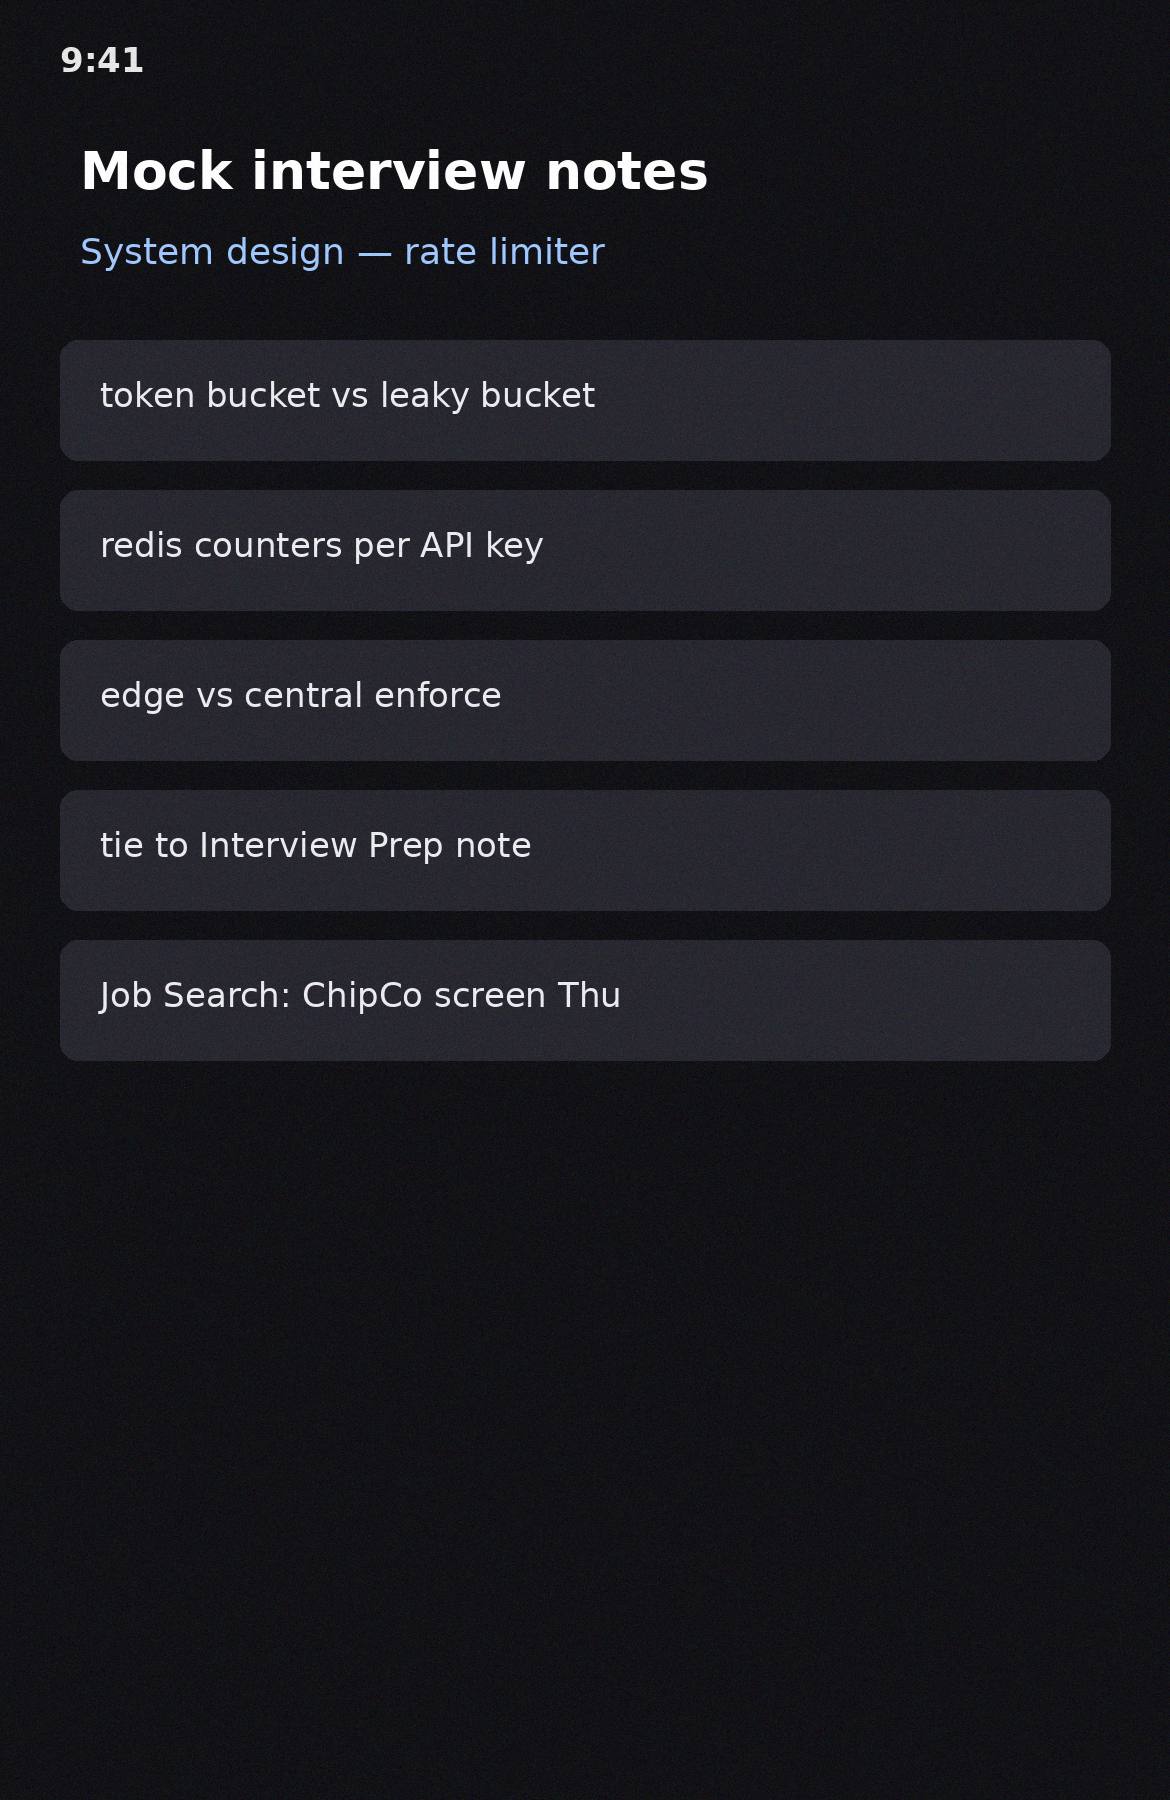 9:41
Mock interview notes
System design — rate limiter
token bucket vs leaky bucket
redis counters per API key
edge vs central enforce
tie to Interview Prep note
Job Search: ChipCo screen Thu